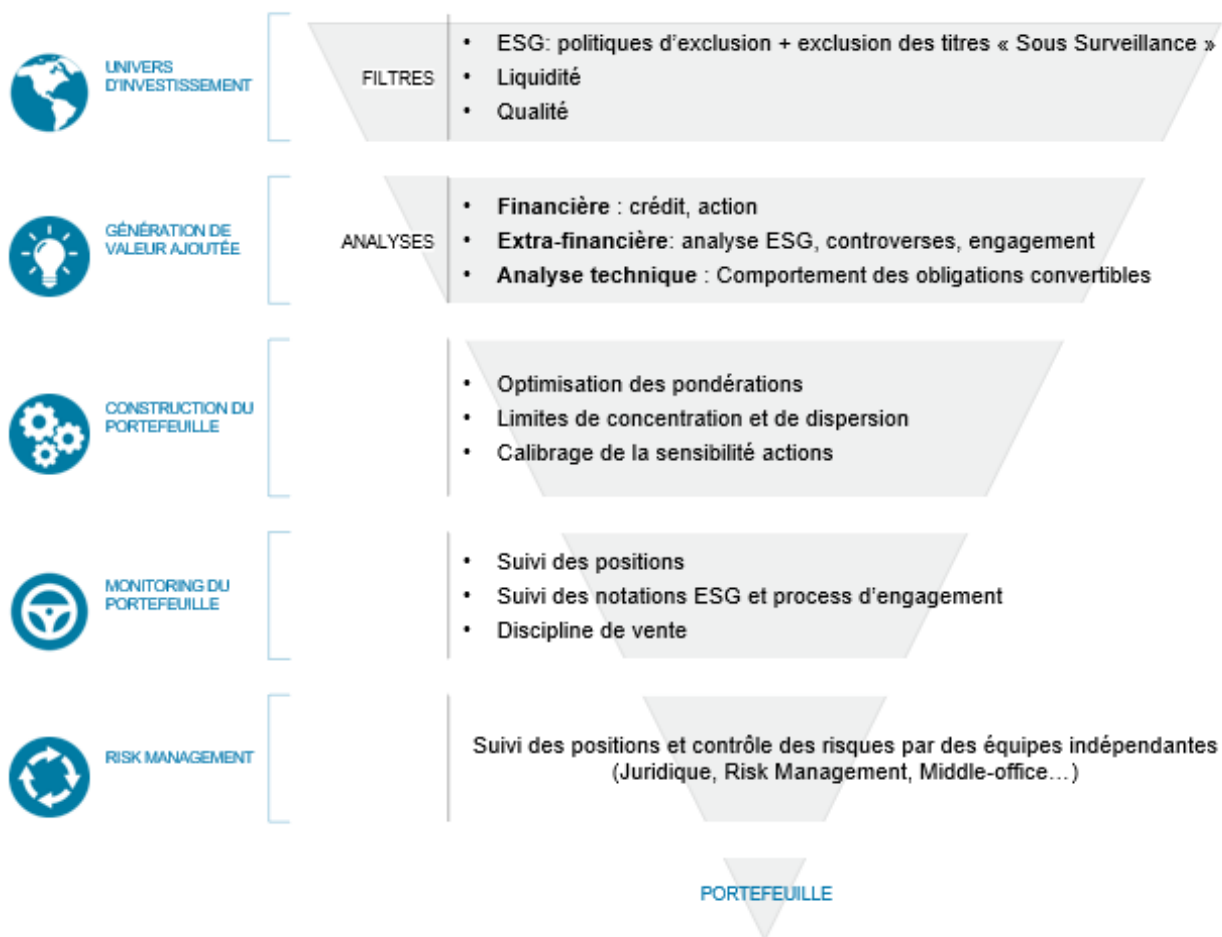 UNIVERS
D'INVESTISSEMENT
FILTRES
• ESG: politiques d'exclusion + exclusion des titres « Sous Surveillance »
• Liquidité
• Qualité
GÉNÉRATION DE
VALEUR AJOUTÉE
ANALYSES
• Financière : crédit, action
• Extra-financière: analyse ESG, controverses, engagement
• Analyse technique : Comportement des obligations convertibles
CONSTRUCTION DU
PORTEFEUILLE
• Optimisation des pondérations
• Limites de concentration et de dispersion
• Calibrage de la sensibilité actions
MONITORING DU
PORTEFEUILLE
• Suivi des positions
• Suivi des notations ESG et process d'engagement
• Discipline de vente
RISK MANAGEMENT
Suivi des positions et contrôle des risques par des équipes indépendantes
(Juridique, Risk Management, Middle-office…)
PORTEFEUILLE